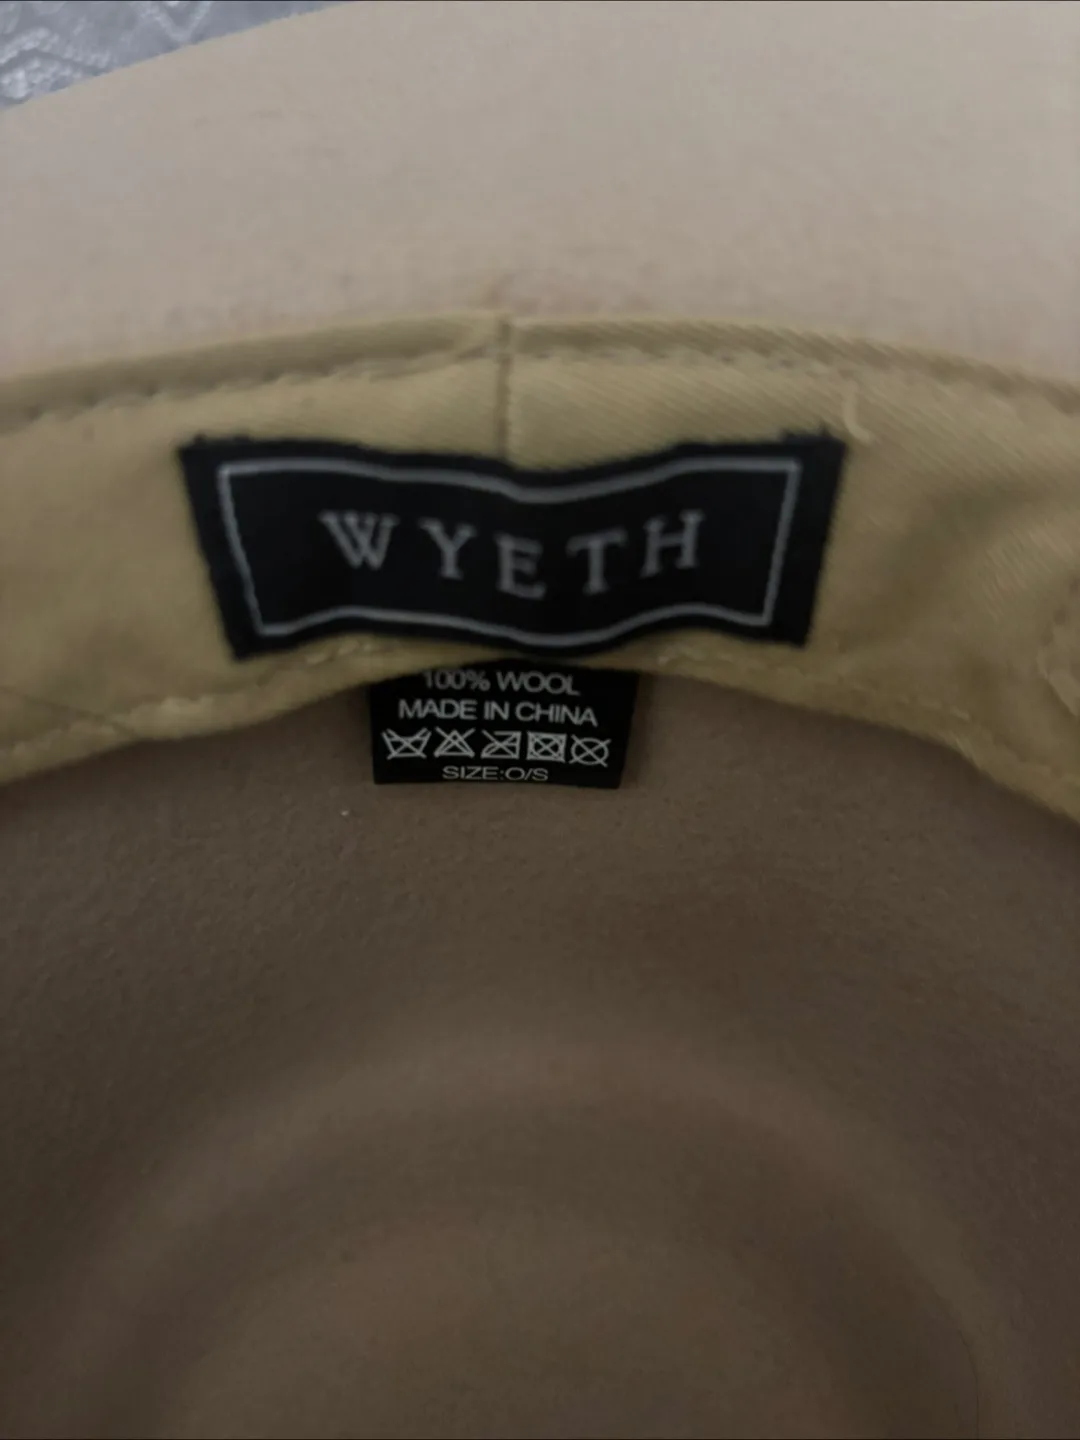 WYETH
100% WOOL
MADE IN CHINA
SIZE:O/S